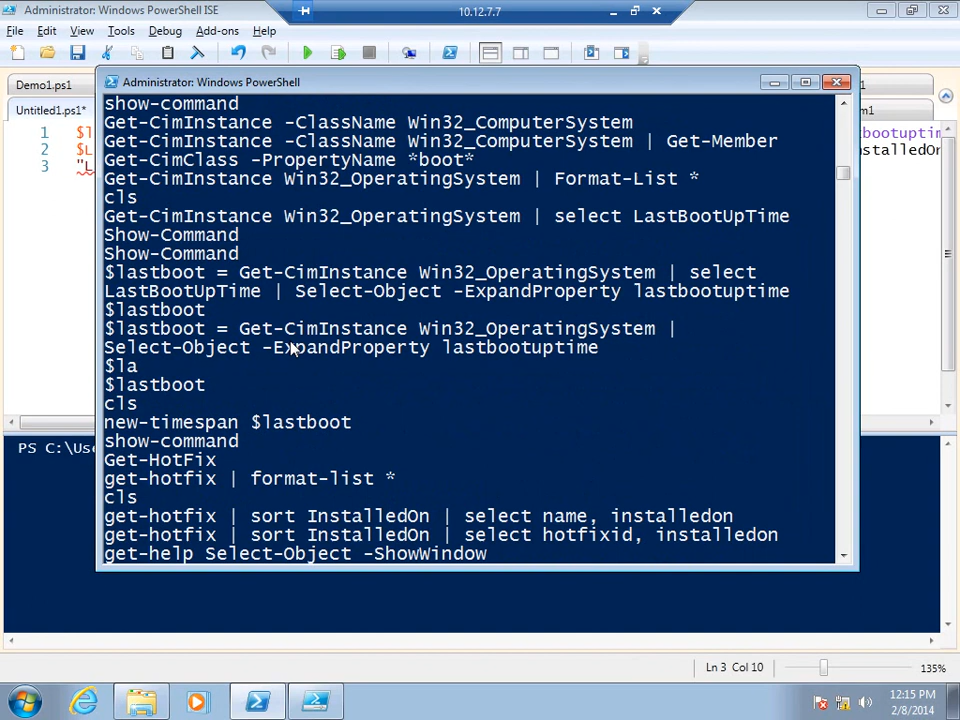 Administrator: Windows PowerShell ISE
10.12.7.7
File Edit View Tools Debug Add-ons Help
Demo1.ps1
Untitled1.ps1*
Administrator: Windows PowerShell
show-command
Get-CimInstance -ClassName Win32_ComputerSystem
Get-CimInstance -ClassName Win32_ComputerSystem | Get-Member
Get-CimClass -PropertyName *boot*
Get-CimInstance Win32_OperatingSystem | Format-List *
cls
Get-CimInstance Win32_OperatingSystem | select LastBootUpTime
Show-Command
Show-Command
$lastboot = Get-CimInstance Win32_OperatingSystem | select
LastBootUpTime | Select-Object -ExpandProperty lastbootuptime
$lastboot
$lastboot = Get-CimInstance Win32_OperatingSystem |
Select-Object -ExpandProperty lastbootuptime
$la
$lastboot
cls
new-timespan $lastboot
show-command
Get-HotFix
get-hotfix | format-list *
cls
get-hotfix | sort InstalledOn | select name, installedon
get-hotfix | sort InstalledOn | select hotfixid, installedon
get-help Select-Object -ShowWindow
1 $l bootuptim
2 $L nstalledOn
3 "L
PS C:\Use
Ln 3 Col 10
135%
12:15 PM
2/8/2014